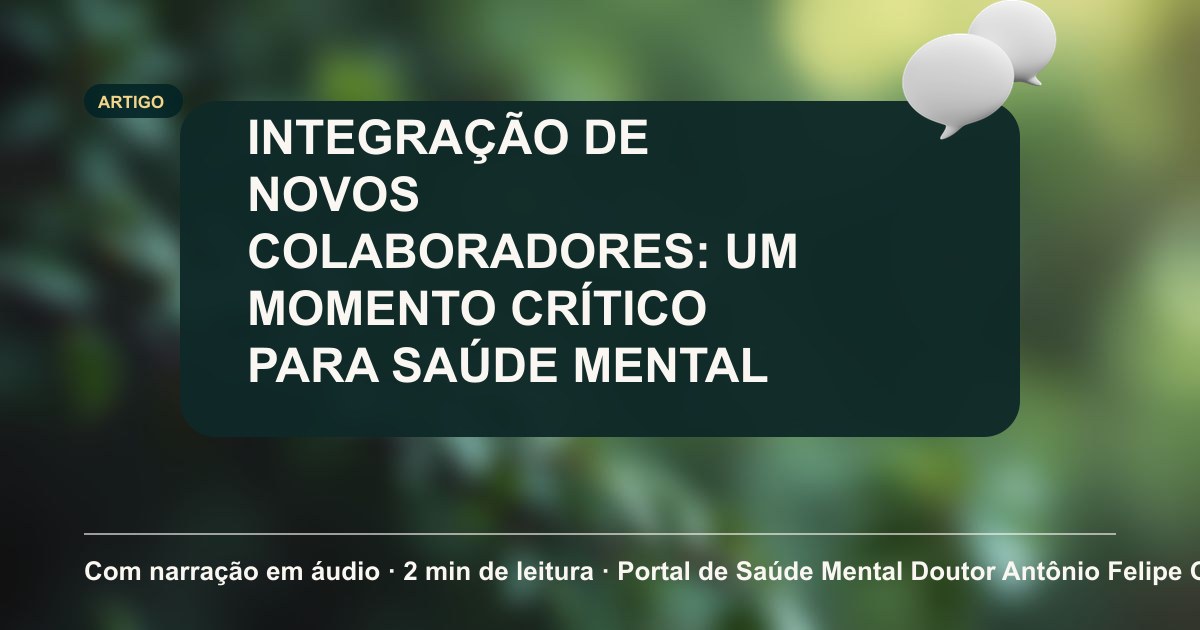 ARTIGO
INTEGRAÇÃO DE
NOVOS
COLABORADORES: UM
MOMENTO CRÍTICO
PARA SAÚDE MENTAL
Com narração em áudio · 2 min de leitura · Portal de Saúde Mental Doutor Antônio Felipe